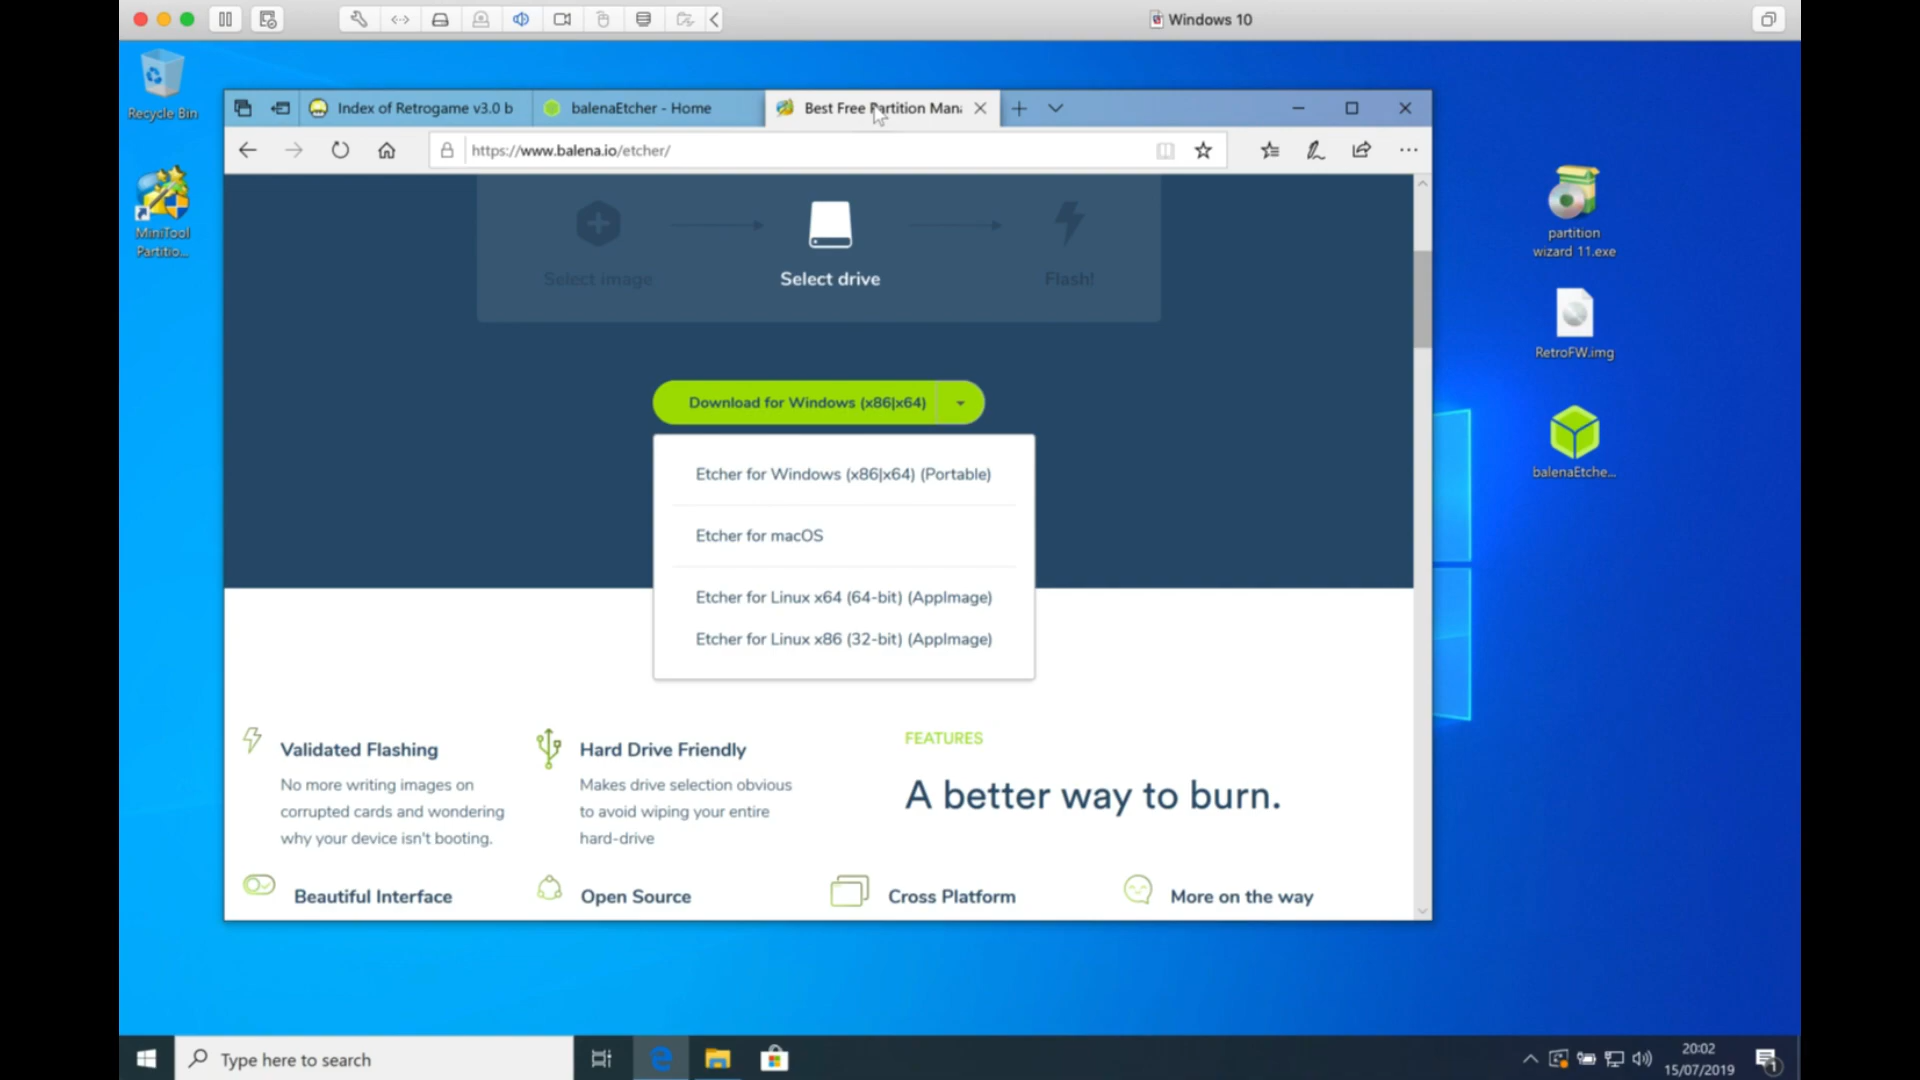 Windows 10
Recycle Bin
MiniTool
Partitio...
Index of Retrogame v3.0 b
balenaEtcher - Home
Best Free Partition Man
https://www.balena.io/etcher/
Select image
Select drive
Flash!
Download for Windows (x86|x64)
Etcher for Windows (x86|x64) (Portable)
Etcher for macOS
Etcher for Linux x64 (64-bit) (AppImage)
Etcher for Linux x86 (32-bit) (AppImage)
Validated Flashing
No more writing images on
corrupted cards and wondering
why your device isn't booting.
Hard Drive Friendly
Makes drive selection obvious
to avoid wiping your entire
hard-drive
FEATURES
A better way to burn.
Beautiful Interface
Open Source
Cross Platform
More on the way
partition
wizard 11.exe
RetroFW.img
balenaEtche...
Type here to search
20:02
15/07/2019
1